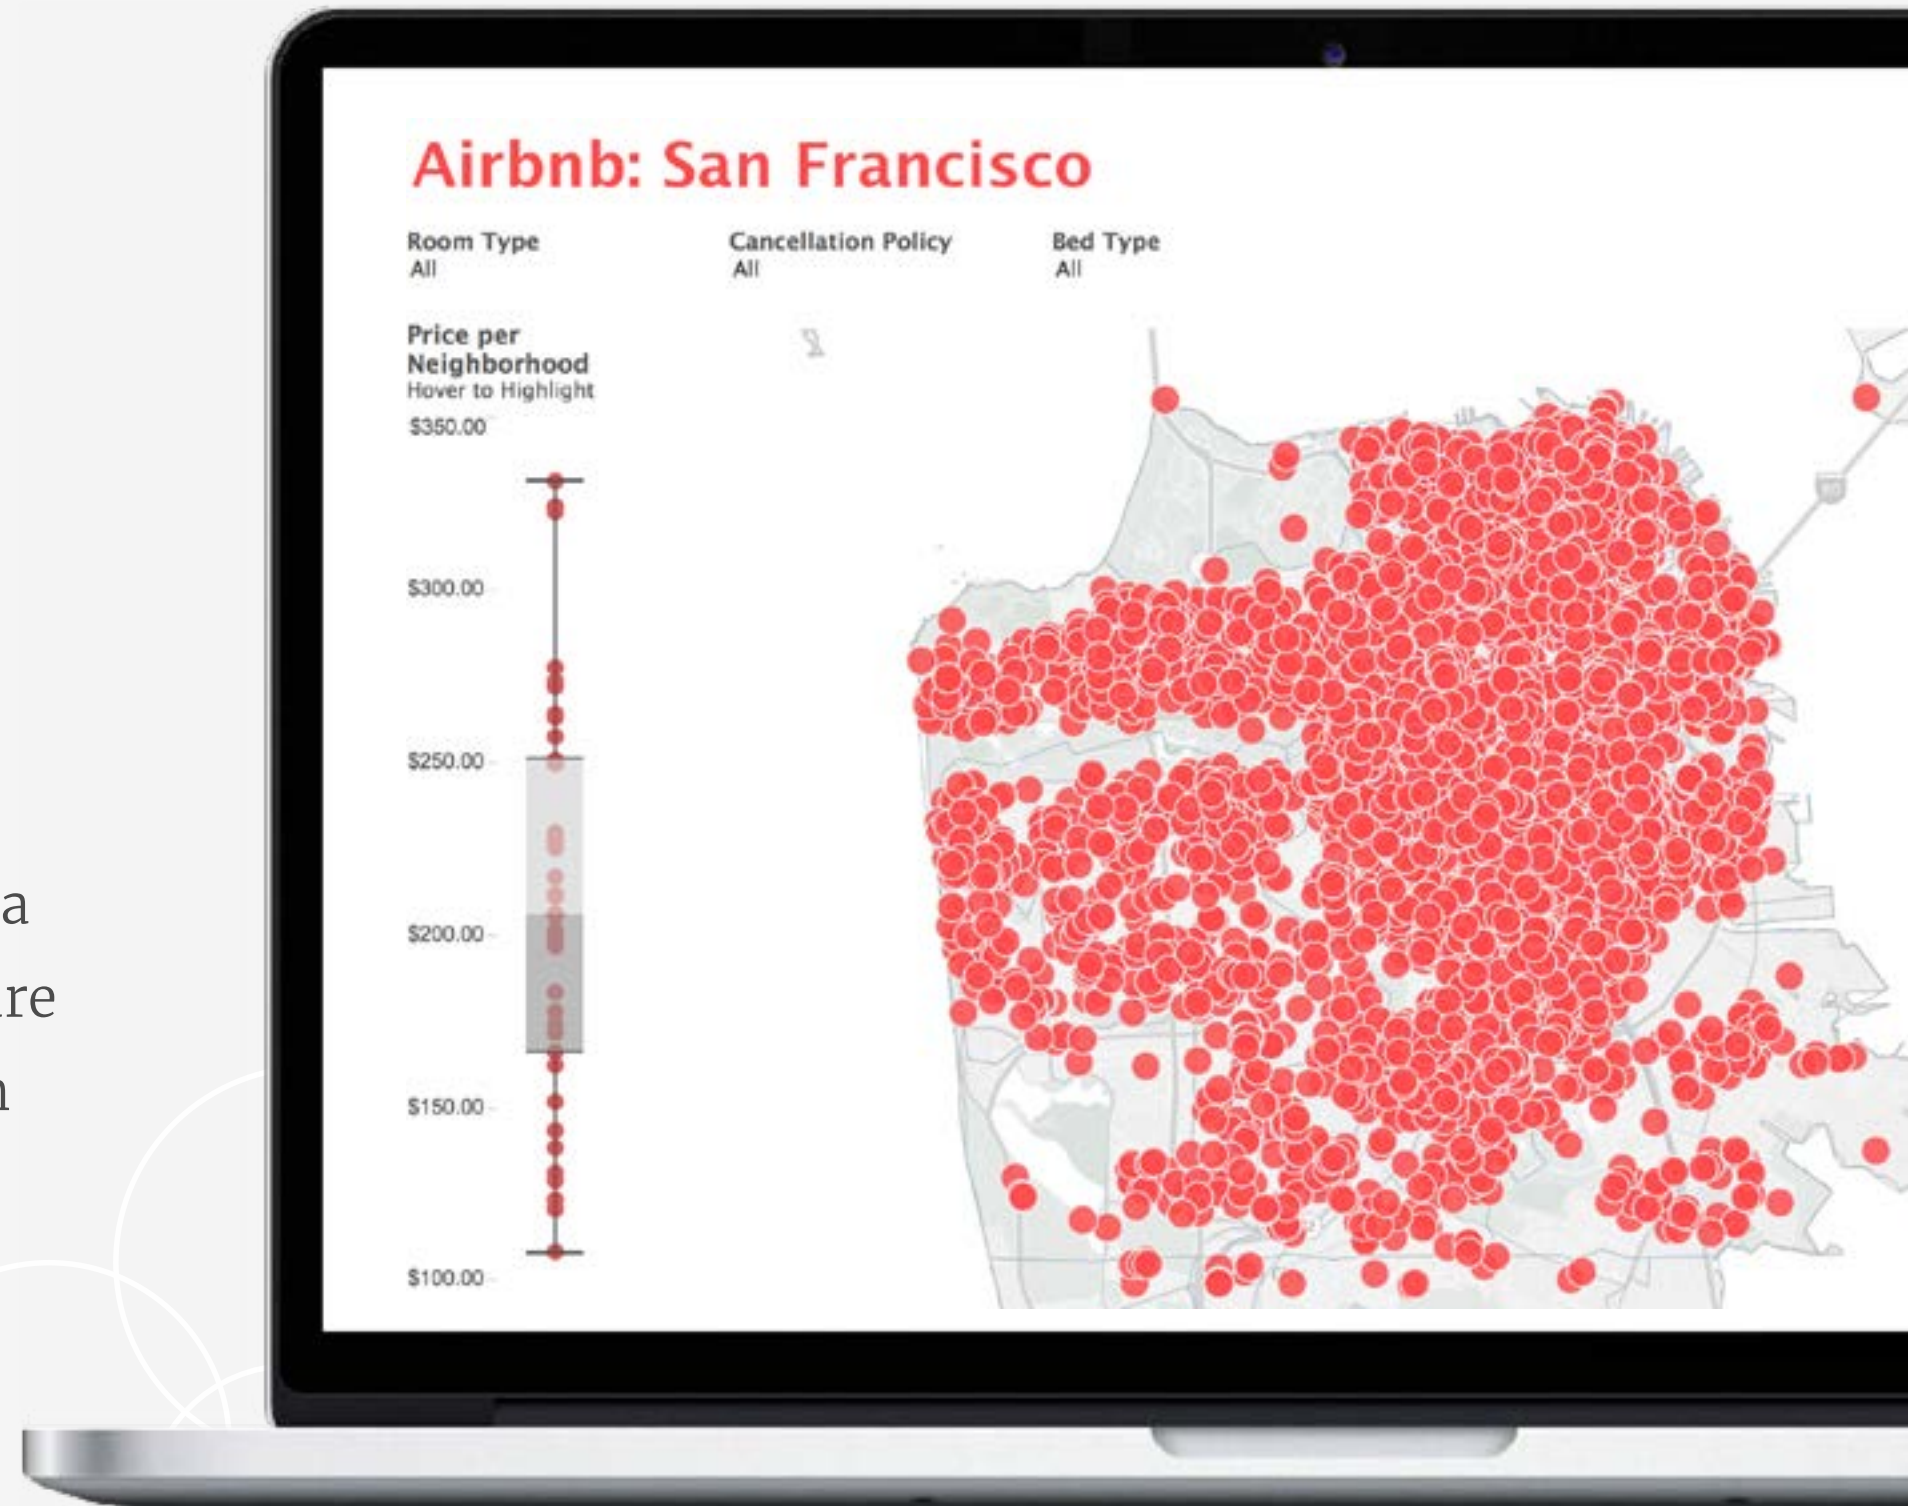 Airbnb: San Francisco
Room Type
All
Cancellation Policy
All
Bed Type
All
Price per
Neighborhood
Hover to Highlight
$350.00
$300.00
$250.00
$200.00
$150.00
$100.00
a
n